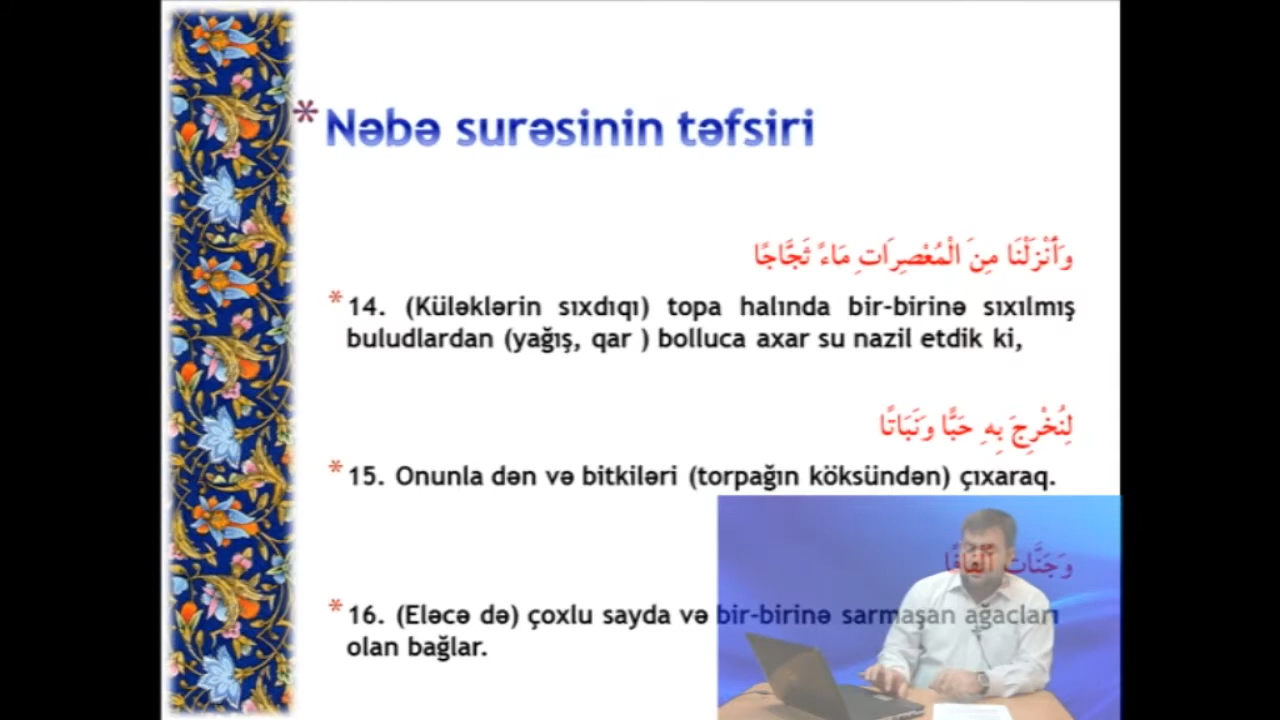 * Nəbə surəsinin təfsiri
وَأَنْزَلْنَا مِنَ الْمُعْصِرَاتِ مَاءً ثَجَّاجًا
* 14. (Küləklərin sıxdıqı) topa halında bir-birinə sıxılmış
buludlardan (yağış, qar ) bolluca axar su nazil etdik ki,
لِنُخْرِجَ بِهِ حَبًّا وَنَبَاتًا
* 15. Onunla dən və bitkiləri (torpağın köksündən) çıxaraq.
وَجَنَّاتٍ أَلْفَافًا
* 16. (Eləcə də) çoxlu sayda və bir-birinə sarmaşan ağacları
olan bağlar.